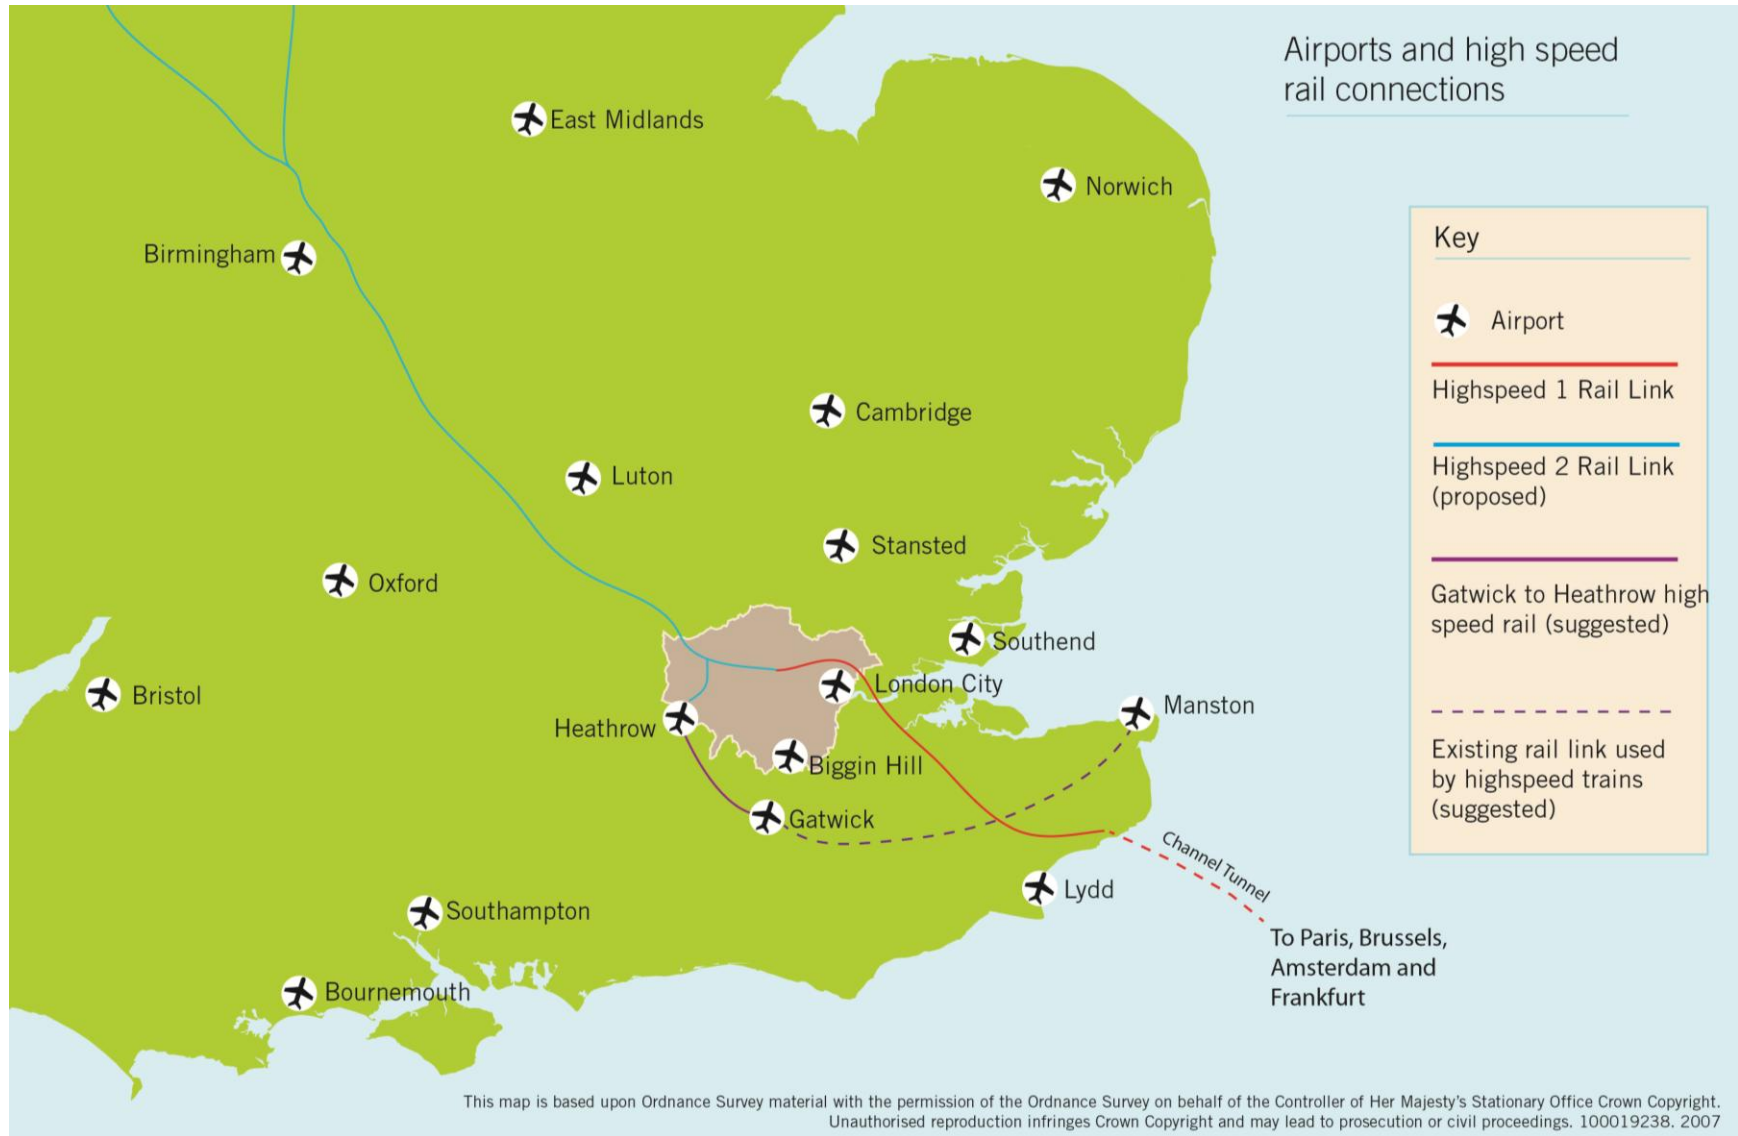 Airports and high speed
rail connections
East Midlands
Norwich
Birmingham
Cambridge
Luton
Stansted
Oxford
Southend
Bristol
London City
Manston
Heathrow
Biggin Hill
Gatwick
Lydd
Southampton
Bournemouth
Channel Tunnel
To Paris, Brussels,
Amsterdam and
Frankfurt
Key
Airport
Highspeed 1 Rail Link
Highspeed 2 Rail Link
(proposed)
Gatwick to Heathrow high
speed rail (suggested)
Existing rail link used
by highspeed trains
(suggested)
This map is based upon Ordnance Survey material with the permission of the Ordnance Survey on behalf of the Controller of Her Majesty's Stationary Office Crown Copyright.
Unauthorised reproduction infringes Crown Copyright and may lead to prosecution or civil proceedings. 100019238. 2007